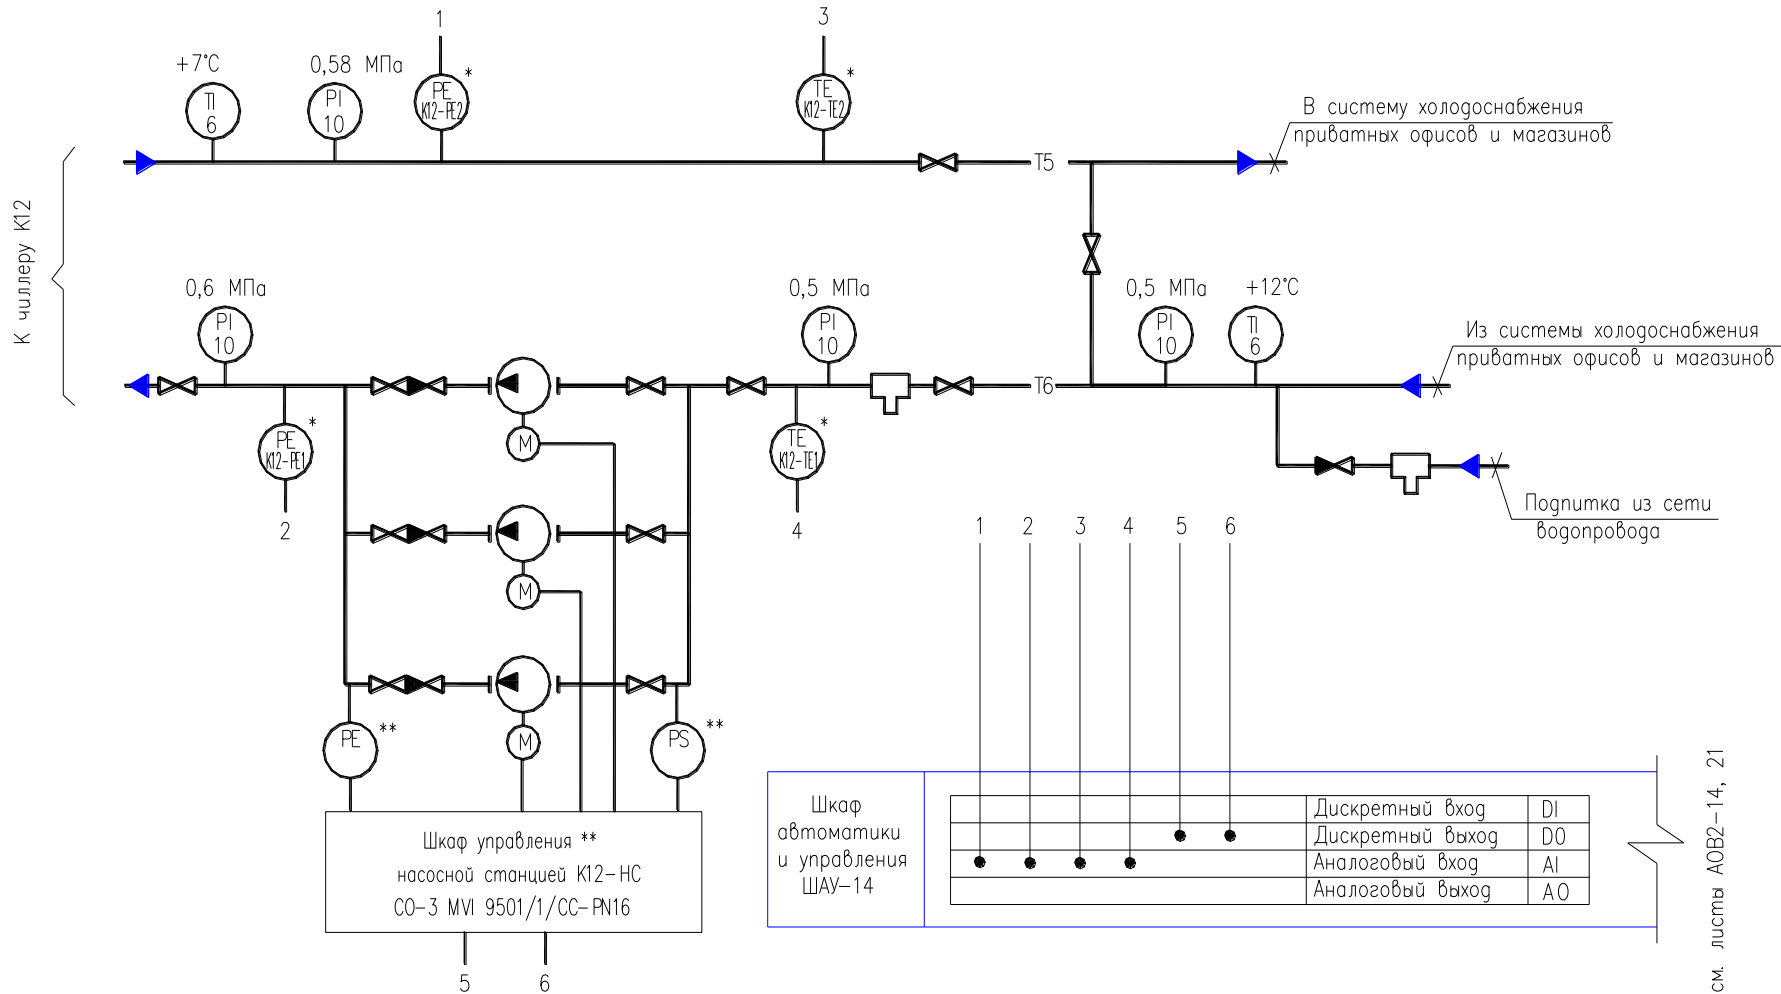 1
3
+7°C
0,58 МПа
PE
K12-PE2
*
TE
K12-TE2
*
TI
6
PI
10
В систему холодоснабжения
приватных офисов и магазинов
T5
К чиллеру К12
0,6 МПа
0,5 МПа
0,5 МПа
+12°C
PI
10
PI
10
PI
10
TI
6
Из системы холодоснабжения
приватных офисов и магазинов
T6
PE
K12-PE1
*
M
TE
K12-TE1
*
2
4
Подпитка из сети
водопровода
1
2
3
4
5
6
M
PE
**
M
PS
**
Шкаф управления **
насосной станцией К12-НС
CO-3 MVI 9501/1/CC-PN16
5
6
Шкаф
автоматики
и управления
ШАУ-14
Дискретный вход DI
Дискретный выход DO
Аналоговый вход AI
Аналоговый выход AO
см. листы АОВ2-14, 21